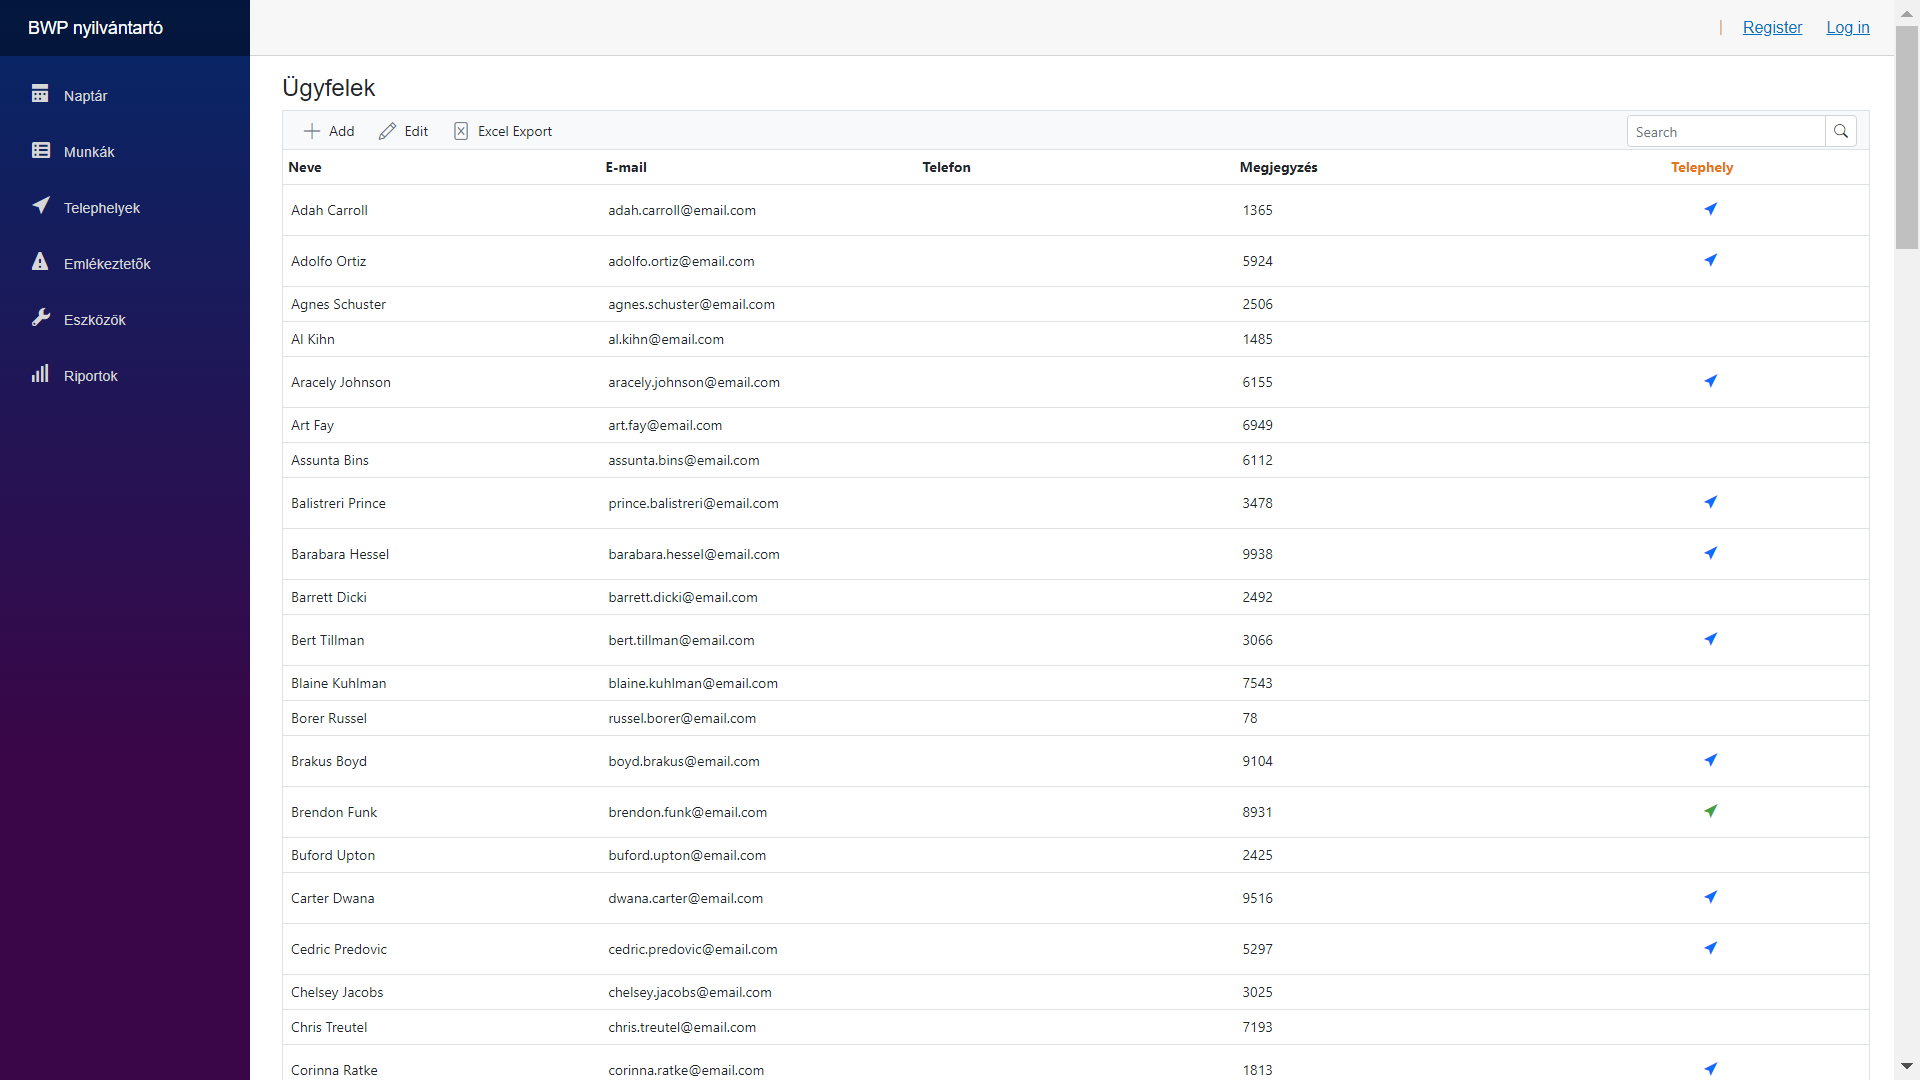 BWP nyilvántartó
| Register Log in
Naptár
Munkák
Telephelyek
Emlékeztetők
Eszközök
Riportok
Ügyfelek
Add Edit Excel Export Search
Neve E-mail Telefon Megjegyzés Telephely
Adah Carroll adah.carroll@email.com 1365
Adolfo Ortiz adolfo.ortiz@email.com 5924
Agnes Schuster agnes.schuster@email.com 2506
Al Kihn al.kihn@email.com 1485
Aracely Johnson aracely.johnson@email.com 6155
Art Fay art.fay@email.com 6949
Assunta Bins assunta.bins@email.com 6112
Balistreri Prince prince.balistreri@email.com 3478
Barabara Hessel barabara.hessel@email.com 9938
Barrett Dicki barrett.dicki@email.com 2492
Bert Tillman bert.tillman@email.com 3066
Blaine Kuhlman blaine.kuhlman@email.com 7543
Borer Russel russel.borer@email.com 78
Brakus Boyd boyd.brakus@email.com 9104
Brendon Funk brendon.funk@email.com 8931
Buford Upton buford.upton@email.com 2425
Carter Dwana dwana.carter@email.com 9516
Cedric Predovic cedric.predovic@email.com 5297
Chelsey Jacobs chelsey.jacobs@email.com 3025
Chris Treutel chris.treutel@email.com 7193
Corinna Ratke corinna.ratke@email.com 1813